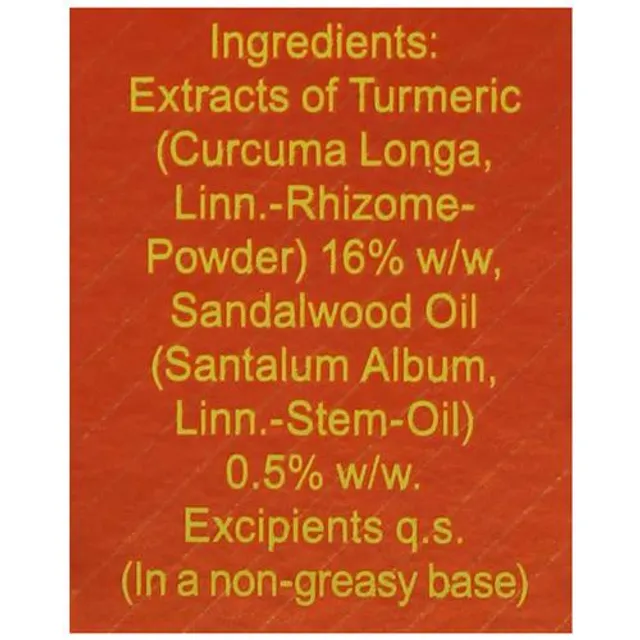 Ingredients:
Extracts of Turmeric
(Curcuma Longa,
Linn.-Rhizome-
Powder) 16% w/w,
Sandalwood Oil
(Santalum Album,
Linn.-Stem-Oil)
0.5% w/w.
Excipients q.s.
(In a non-greasy base)